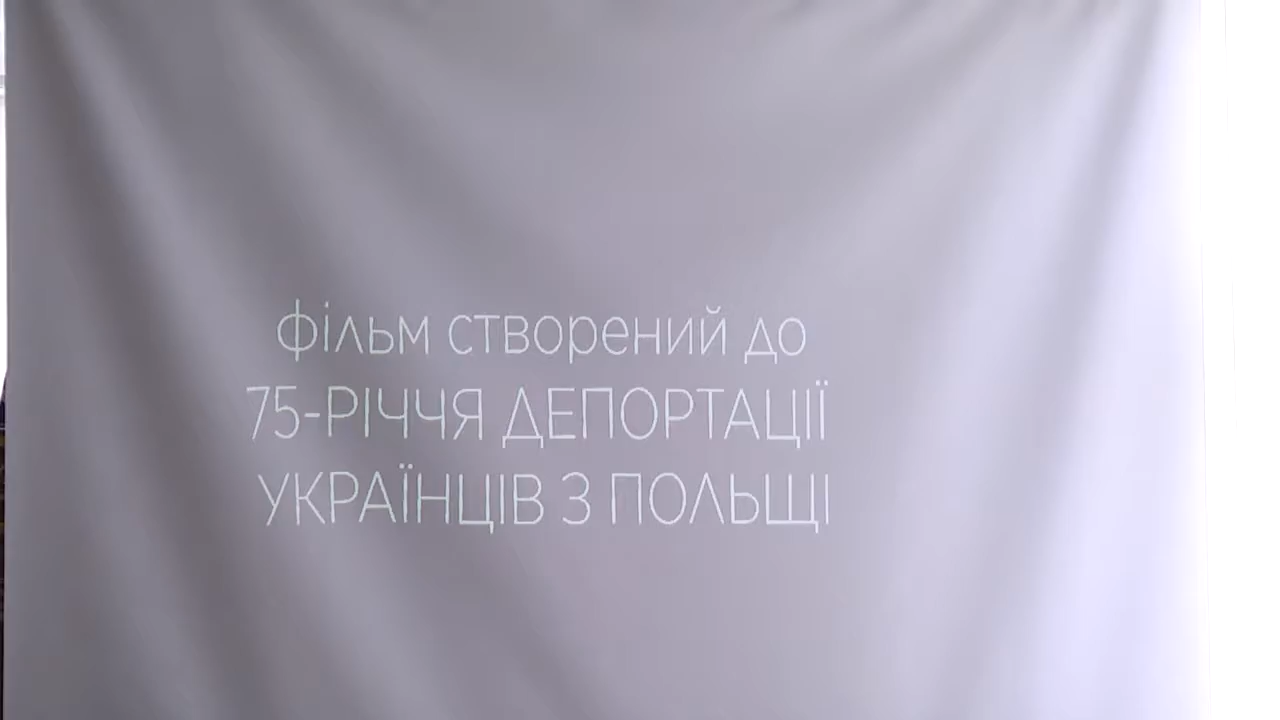 фільм створений до
75-РІЧЧЯ ДЕПОРТАЦІЇ
УКРАЇНЦІВ З ПОЛЬЩІ